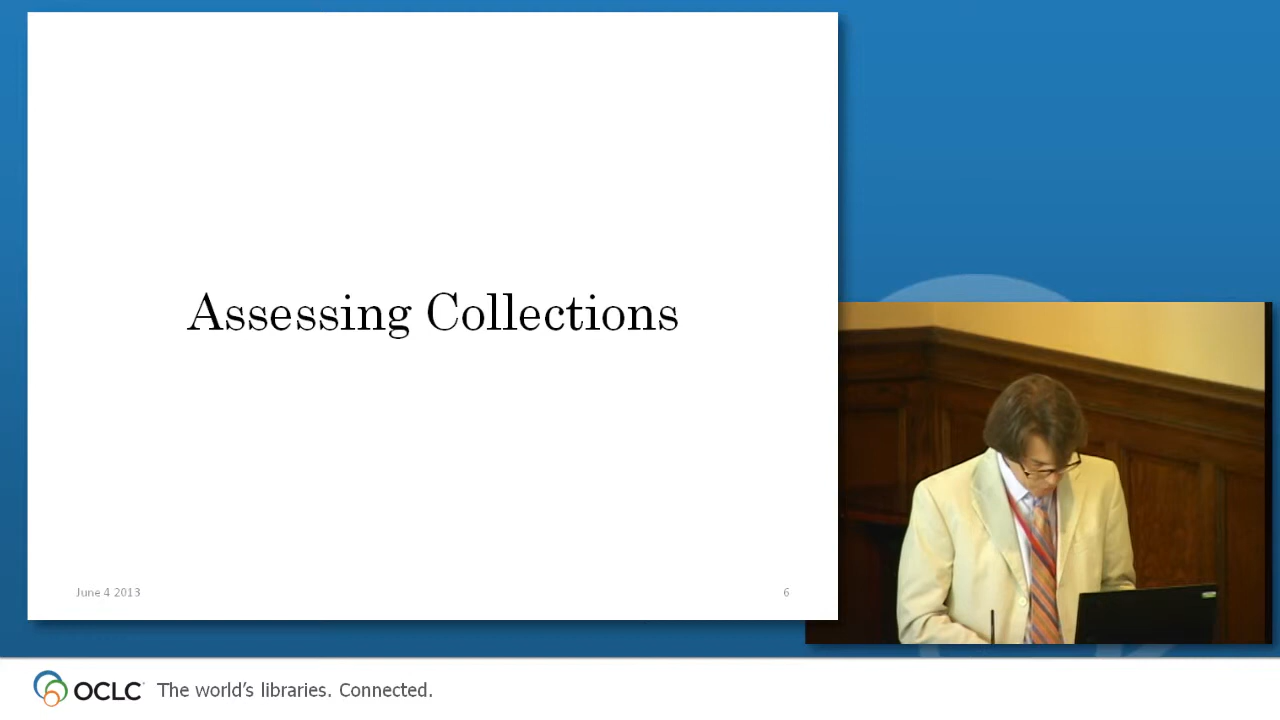 Assessing Collections
June 4 2013
6
OCLC
The world's libraries. Connected.